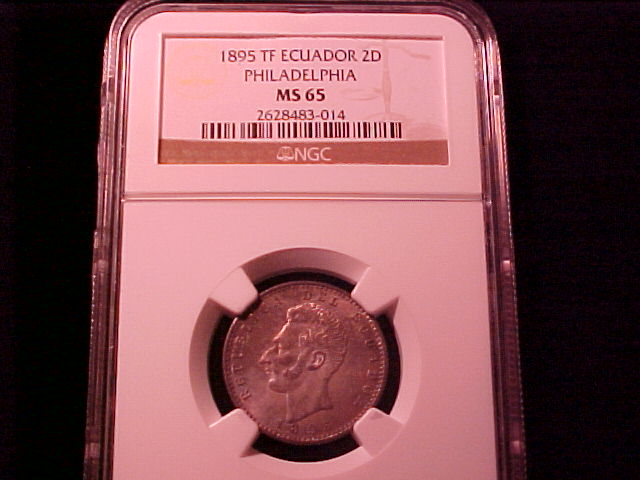 1895 TF ECUADOR 2D
PHILADELPHIA
MS 65
2628483-014
NGC